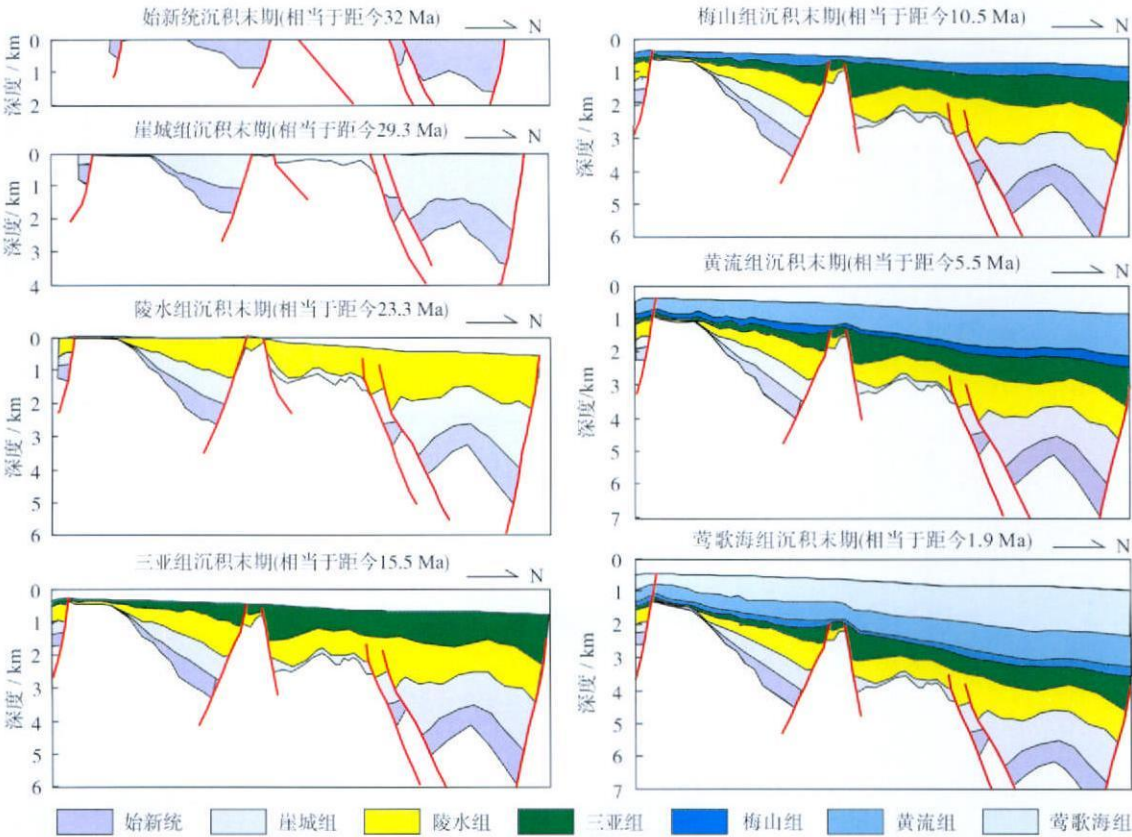 始新统沉积末期(相当于距今32 Ma)
N
0
1
2
深度 / km
崖城组沉积末期(相当于距今29.3 Ma)
N
0
1
2
3
4
深度/ km
陵水组沉积末期(相当于距今23.3 Ma)
N
0
1
2
3
4
5
6
深度 / km
三亚组沉积末期(相当于距今15.5 Ma)
N
0
1
2
3
4
5
6
深度 / km
梅山组沉积末期(相当于距今10.5 Ma)
N
0
1
2
3
4
5
6
深度 / km
黄流组沉积末期(相当于距今5.5 Ma)
N
0
1
2
3
4
5
6
7
深度/km
莺歌海组沉积末期(相当于距今1.9 Ma)
N
0
1
2
3
4
5
6
7
深度 / km
始新统 崖城组 陵水组 三亚组 梅山组 黄流组 莺歌海组